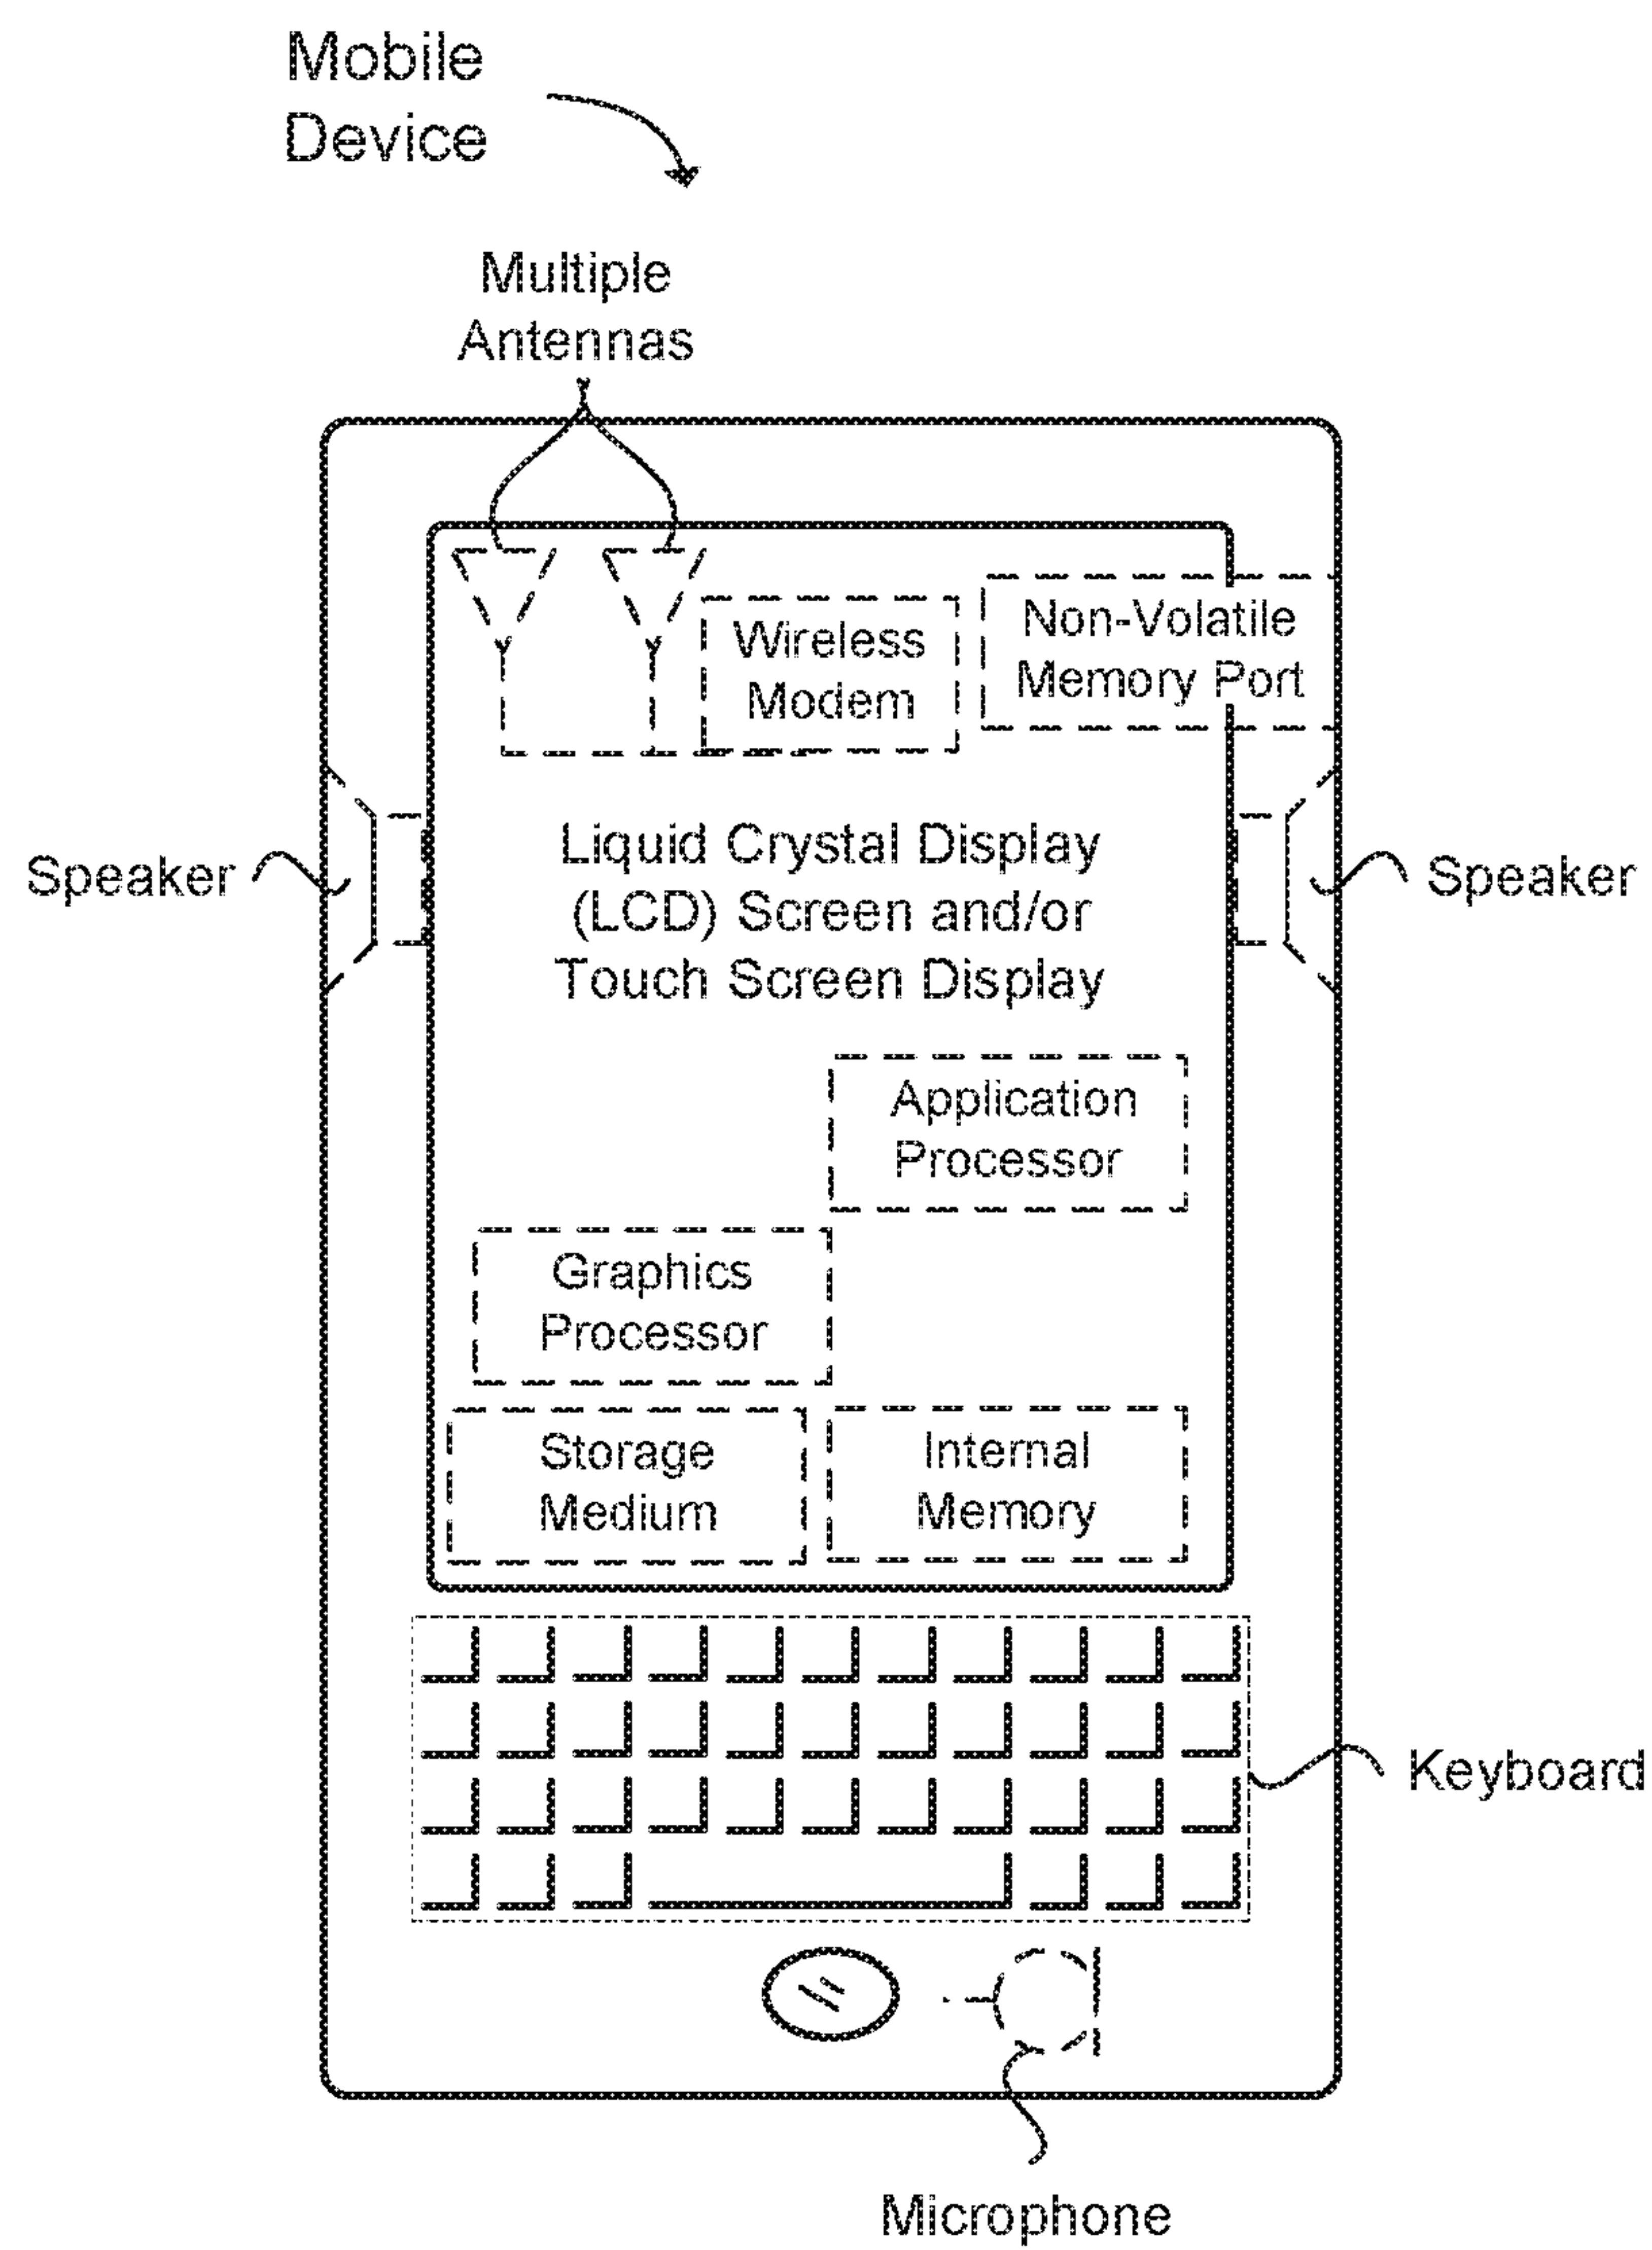 Mobile
Device
Multiple
Antennas
Wireless
Modem
Non-Volatile
Memory Port
Speaker
Liquid Crystal Display
(LCD) Screen and/or
Touch Screen Display
Speaker
Application
Processor
Graphics
Processor
Storage
Medium
Internal
Memory
Keyboard
Microphone